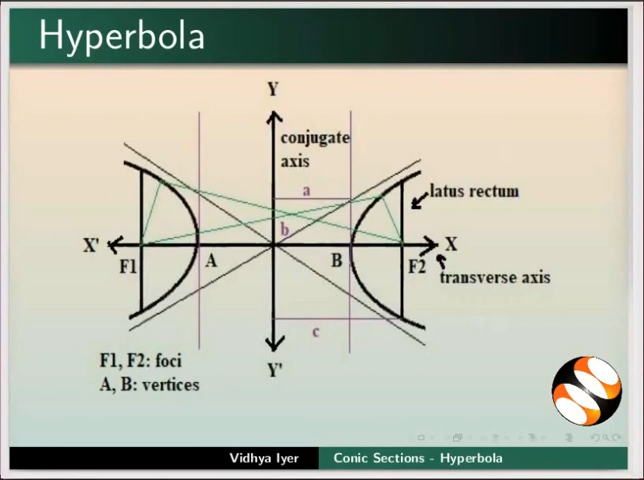 Hyperbola
Y
conjugate
axis
a
latus rectum
b
X'
X
F1
A
B
F2
transverse axis
c
Y'
F1, F2: foci
A, B: vertices
Vidhya Iyer
Conic Sections - Hyperbola